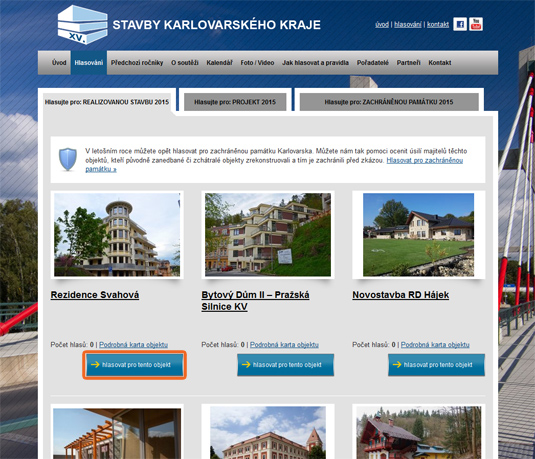 XV. STAVBY KARLOVARSKÉHO KRAJE
úvod | hlasování | kontakt
You Tube
Úvod Hlasování Předchozí ročníky O soutěži Kalendář Foto / Video Jak hlasovat a pravidla Pořadatelé Partneři Kontakt
Hlasujte pro: REALIZOVANOU STAVBU 2015 Hlasujte pro: PROJEKT 2015 Hlasujte pro: ZACHRÁNĚNOU PAMÁTKU 2015
V letošním roce můžete opět hlasovat pro zachráněnou památku Karlovarska. Můžete nám tak pomoci ocenit úsilí majitelů těchto
objektů, kteří původně zanedbané či zchátralé objekty zrekonstruovali a tím je zachránili před zkázou. Hlasovat pro zachráněnou
památku »
Rezidence Svahová
Bytový Dům II – Pražská
Silnice KV
Novostavba RD Hájek
Počet hlasů: 0 | Podrobná karta objektu
hlasovat pro tento objekt
Počet hlasů: 0 | Podrobná karta objektu
hlasovat pro tento objekt
Počet hlasů: 0 | Podrobná karta objektu
hlasovat pro tento objekt